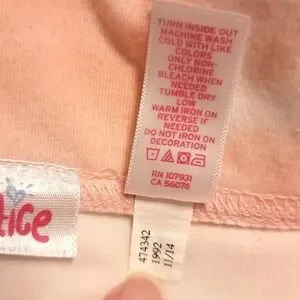 TURN INSIDE OUT
MACHINE WASH
COLD WITH LIKE
COLORS
ONLY NON-
CHLORINE
BLEACH WHEN
NEEDED
TUMBLE DRY
LOW
WARM IRON ON
REVERSE IF
NEEDED
DO NOT IRON ON
DECORATION
RN 107931
CA 56076
tice
474342
1992
11/14